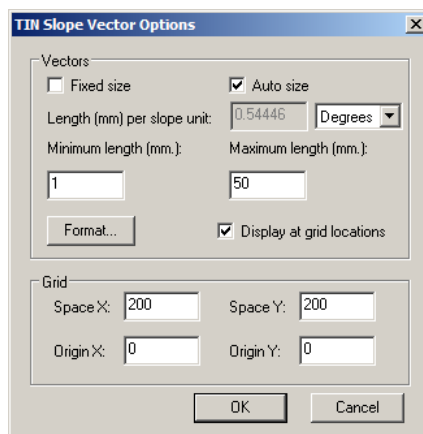 TIN Slope Vector Options
Vectors
Fixed size Auto size
Length (mm) per slope unit: 0.54446 Degrees
Minimum length (mm.): Maximum length (mm.):
1 50
Format... Display at grid locations
Grid
Space X: 200 Space Y: 200
Origin X: 0 Origin Y: 0
OK Cancel